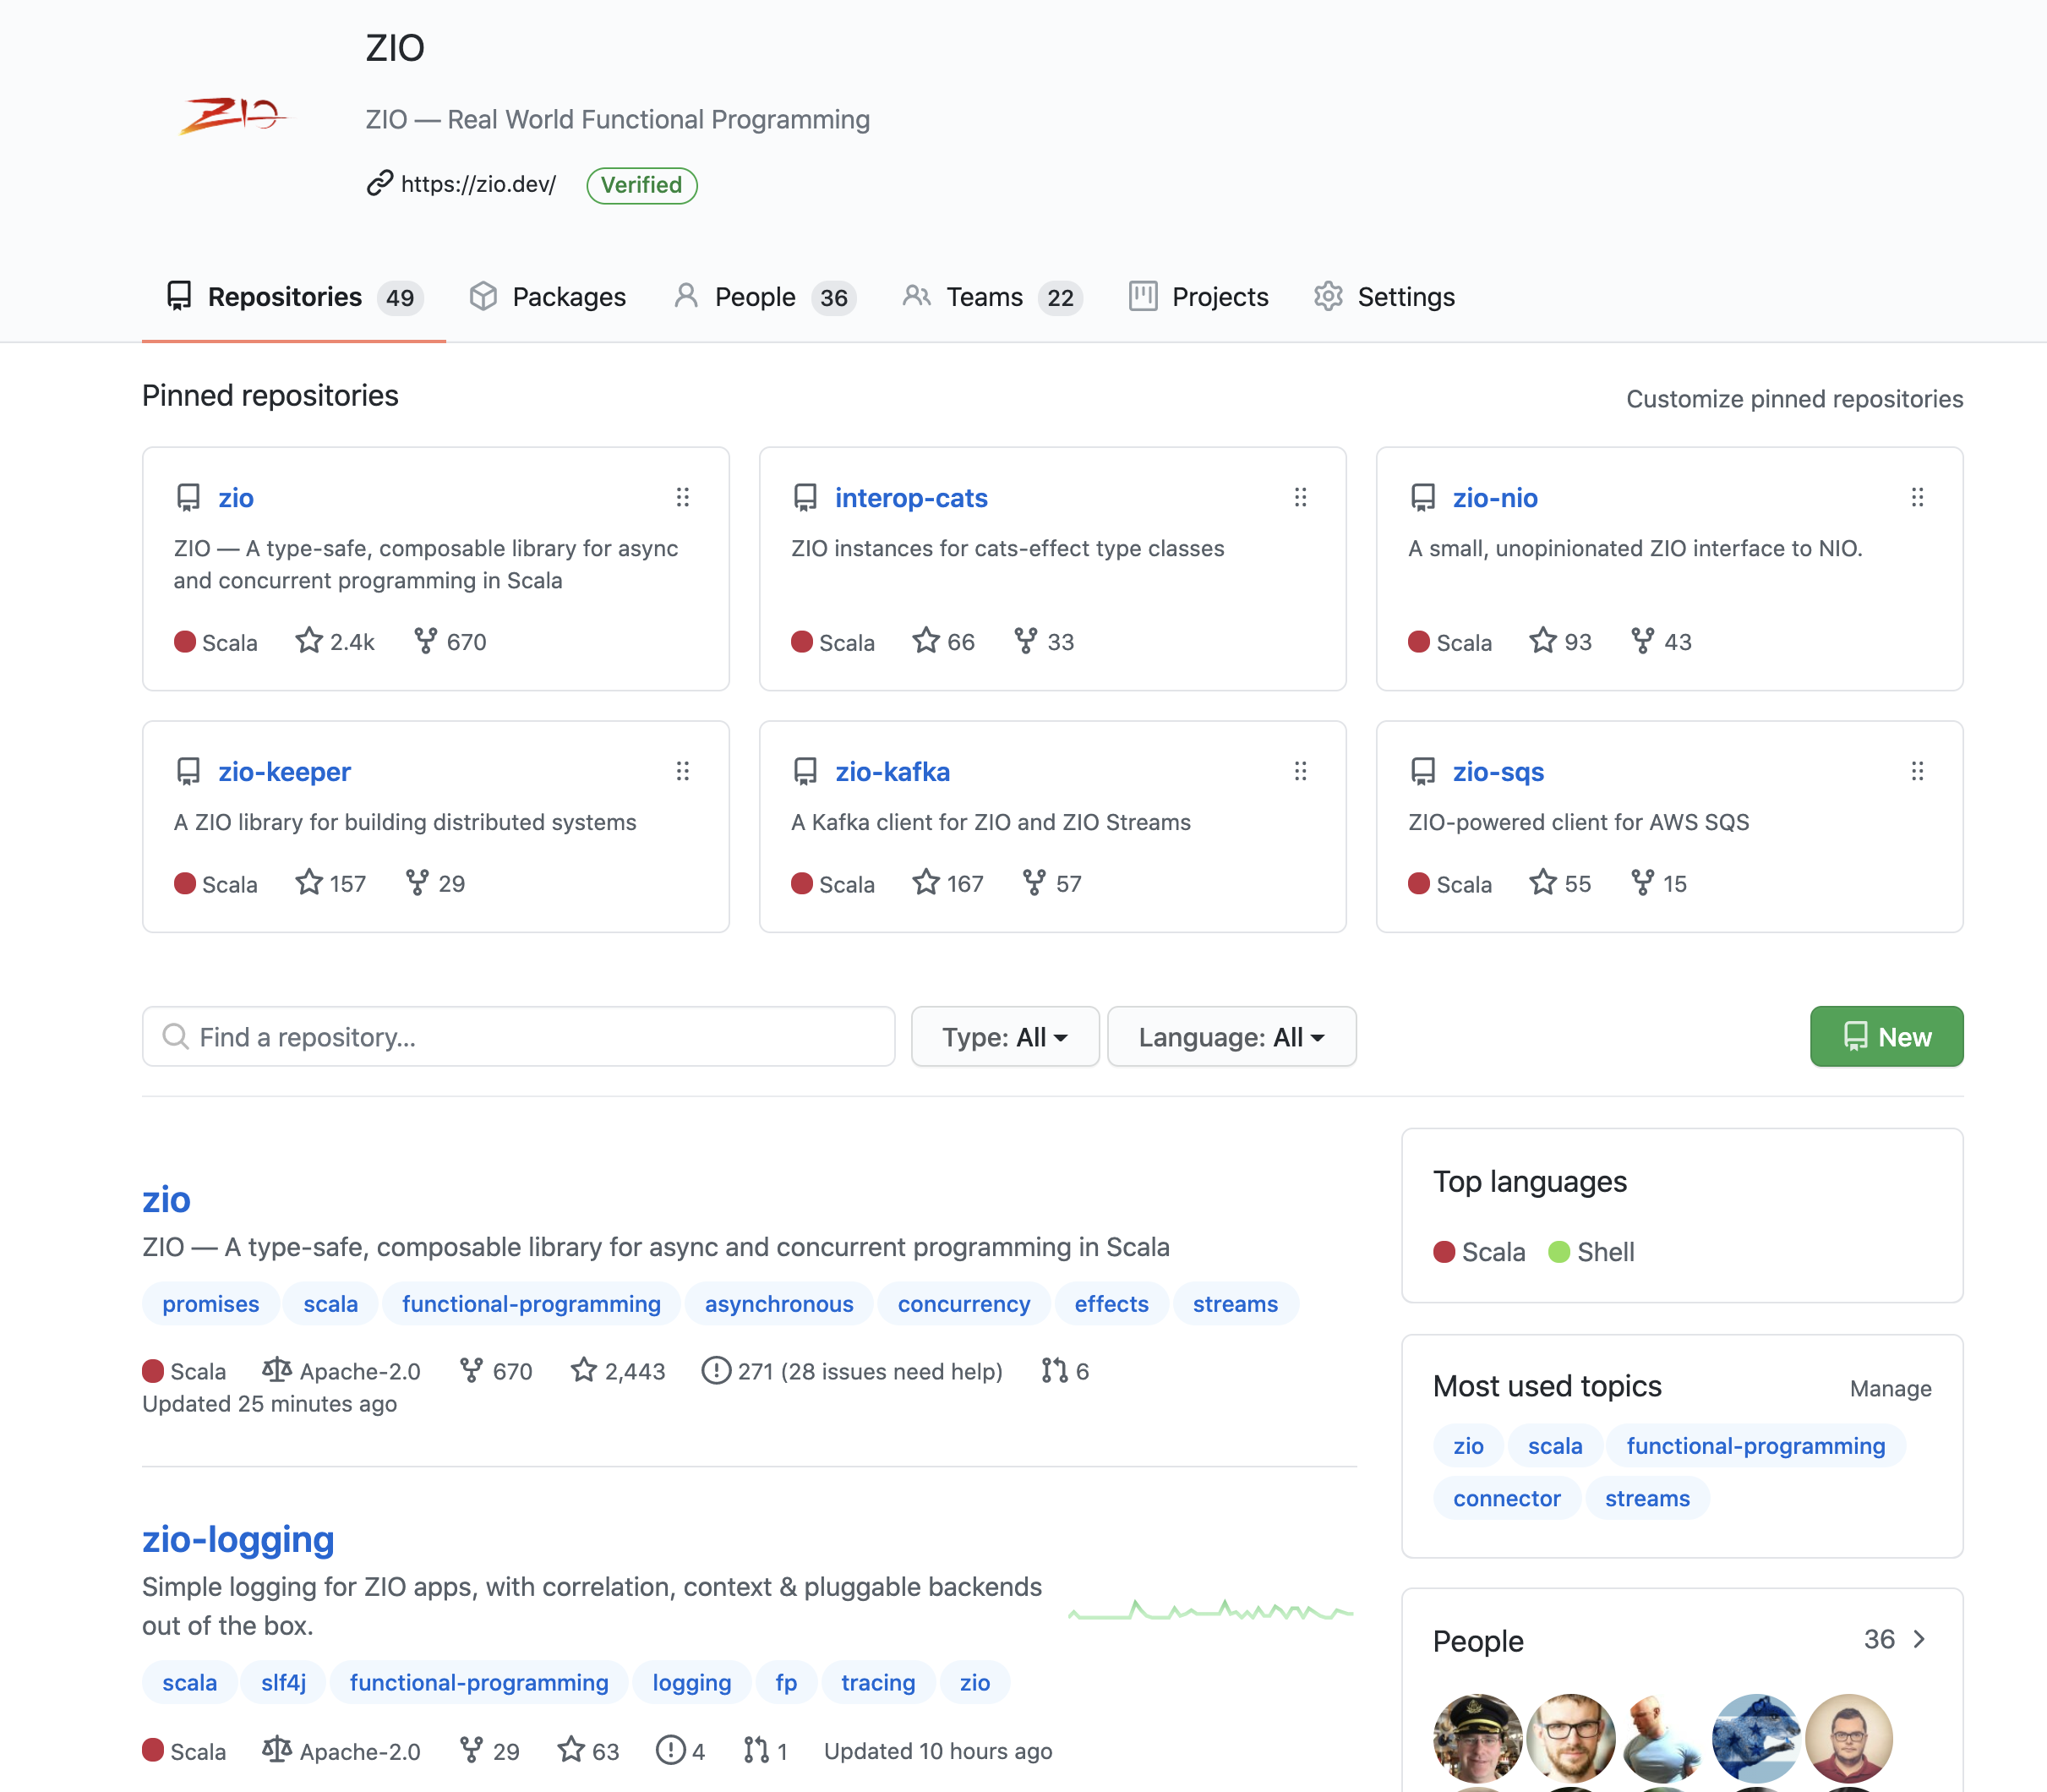 ZIO
ZIO
ZIO — Real World Functional Programming
https://zio.dev/ Verified
Repositories 49 Packages People 36 Teams 22 Projects Settings
Pinned repositories Customize pinned repositories
zio
ZIO — A type-safe, composable library for async
and concurrent programming in Scala
Scala 2.4k 670
interop-cats
ZIO instances for cats-effect type classes
Scala 66 33
zio-nio
A small, unopinionated ZIO interface to NIO.
Scala 93 43
zio-keeper
A ZIO library for building distributed systems
Scala 157 29
zio-kafka
A Kafka client for ZIO and ZIO Streams
Scala 167 57
zio-sqs
ZIO-powered client for AWS SQS
Scala 55 15
Find a repository... Type: All Language: All New
zio
ZIO — A type-safe, composable library for async and concurrent programming in Scala
promises scala functional-programming asynchronous concurrency effects streams
Scala Apache-2.0 670 2,443 271 (28 issues need help) 6
Updated 25 minutes ago
zio-logging
Simple logging for ZIO apps, with correlation, context & pluggable backends
out of the box.
scala slf4j functional-programming logging fp tracing zio
Scala Apache-2.0 29 63 4 1 Updated 10 hours ago
Top languages
Scala Shell
Most used topics Manage
zio scala functional-programming
connector streams
People 36